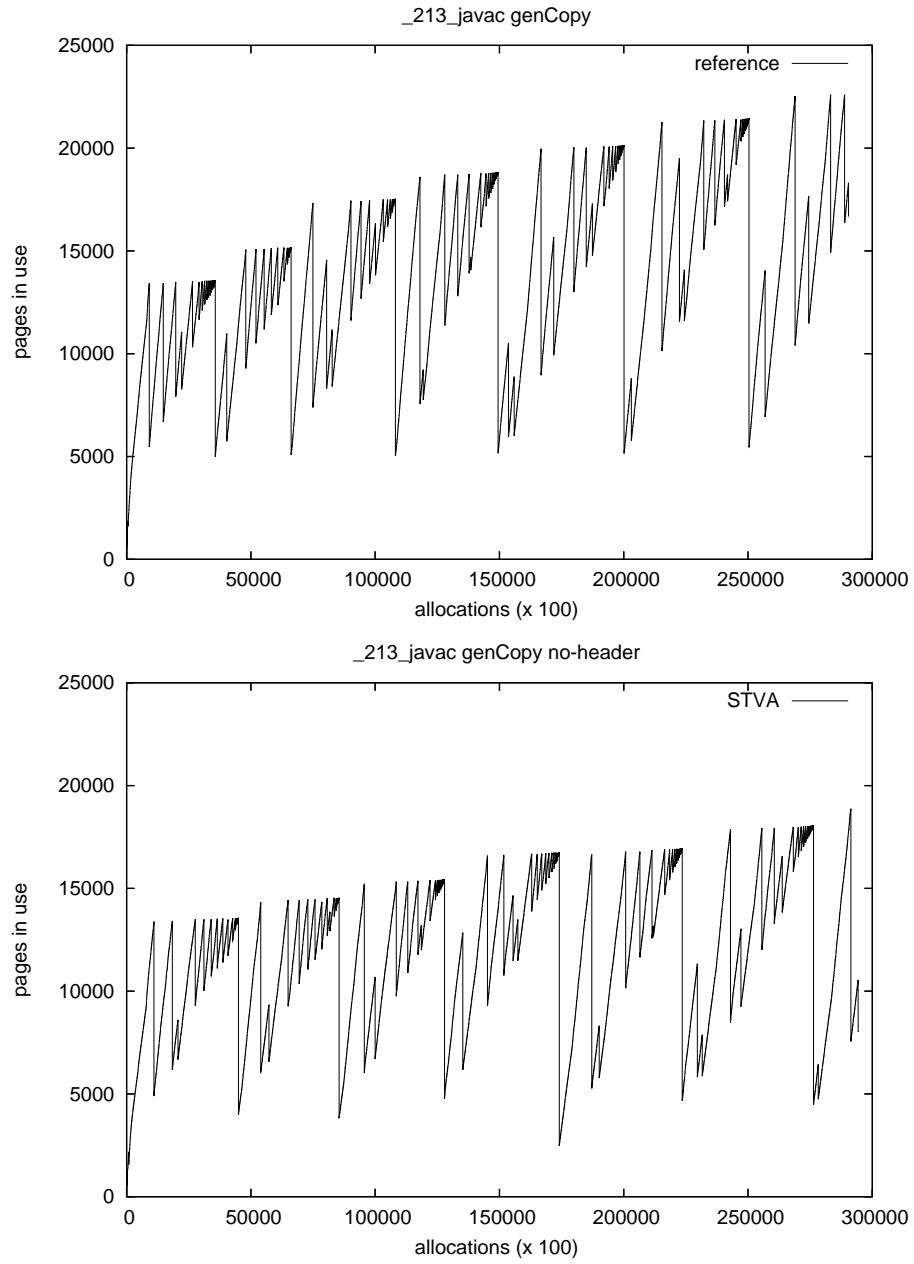 _213_javac genCopy
25000
reference
20000
15000
pages in use
10000
5000
0
0 50000 100000 150000 200000 250000 300000
allocations (x 100)
_213_javac genCopy no-header
25000
STVA
20000
15000
pages in use
10000
5000
0
0 50000 100000 150000 200000 250000 300000
allocations (x 100)